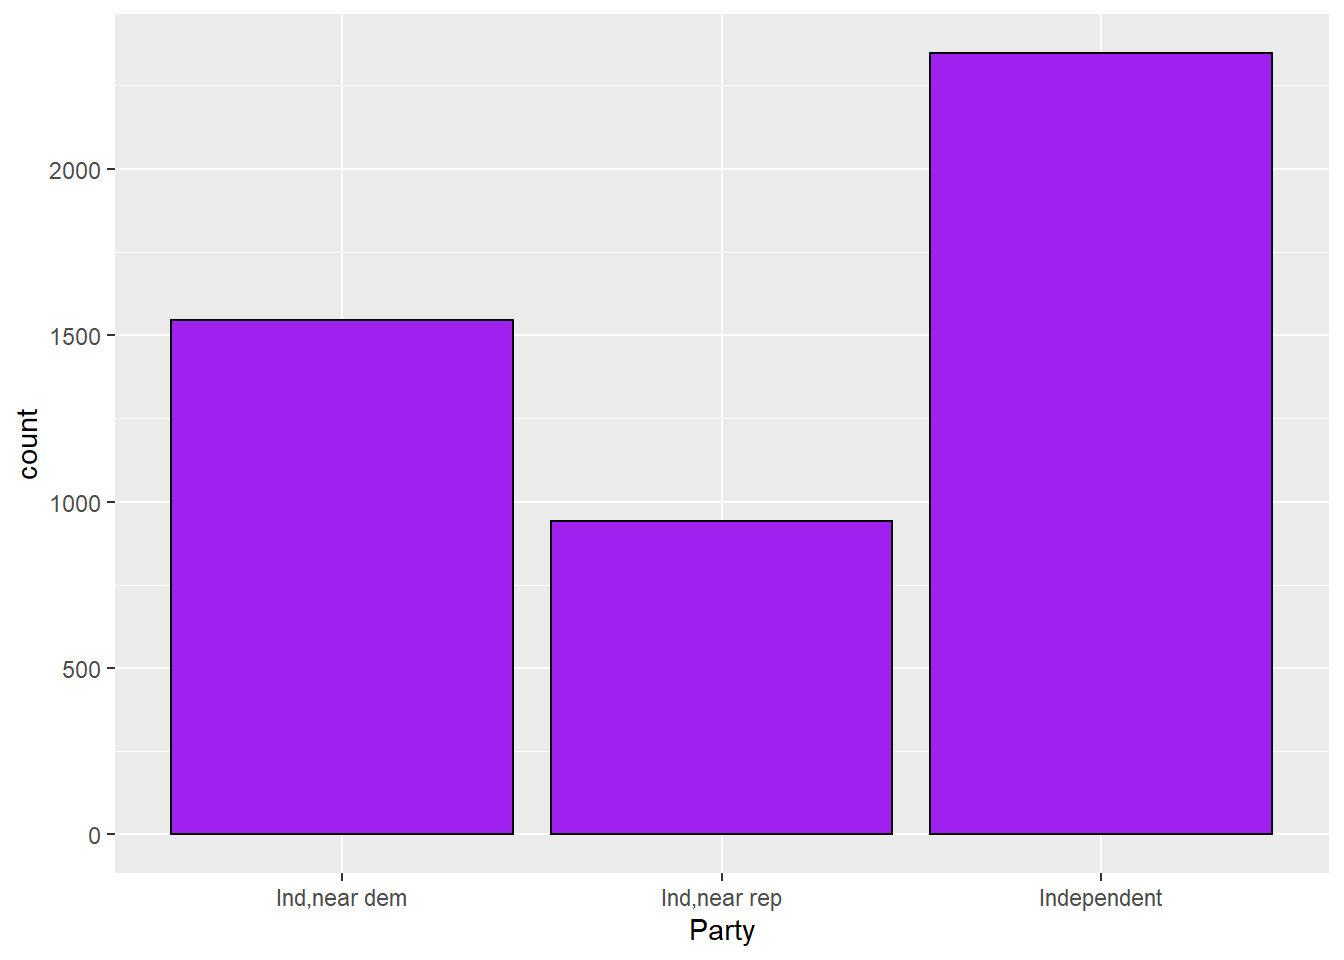 count
2000
1500
1000
500
0
Ind,near dem
Ind,near rep
Independent
Party